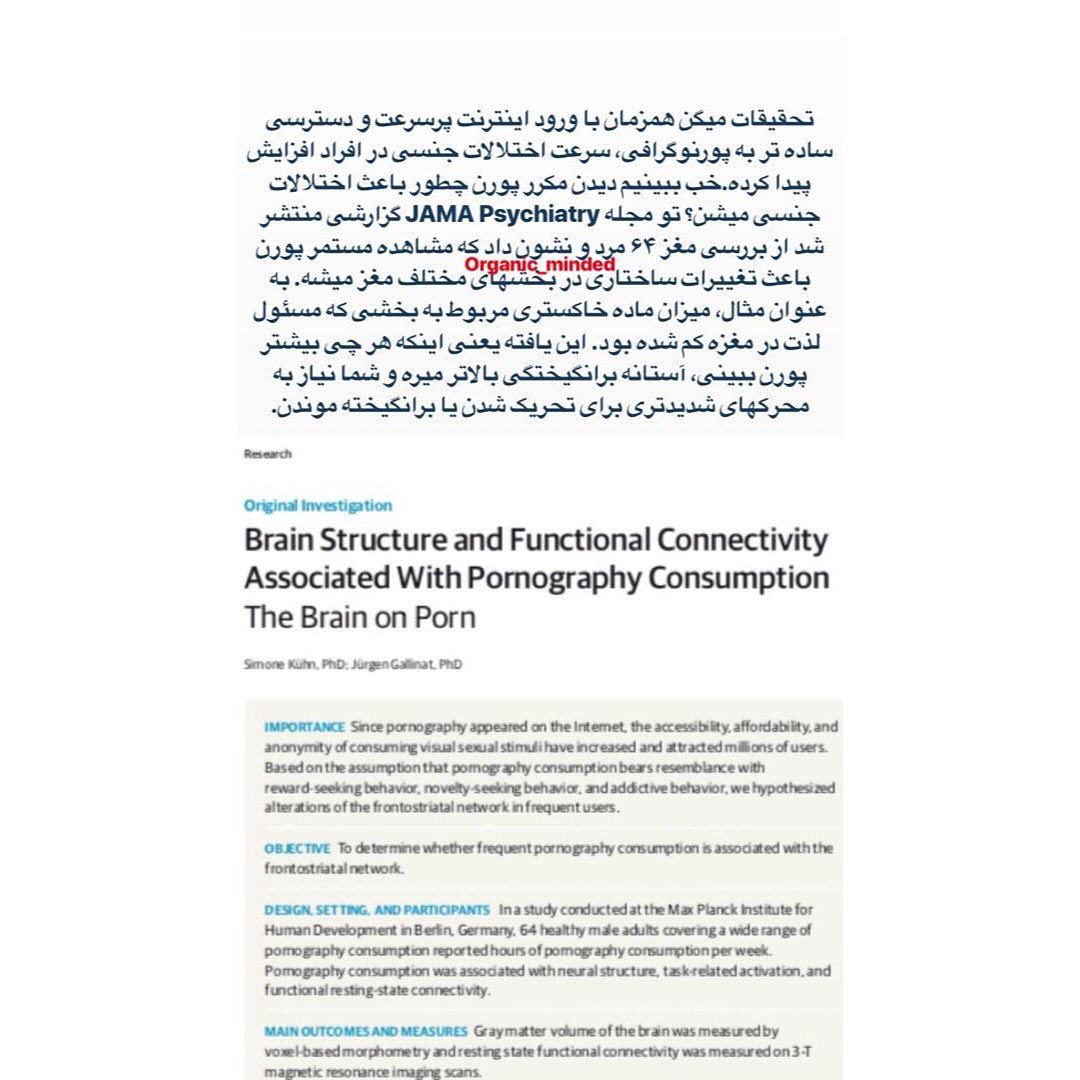 تحقیقات میگن همزمان با ورود اینترنت پرسرعت و دسترسی
ساده تر به پورنوگرافی، سرعت اختلالات جنسی در افراد افزایش
پیدا کرده.خب ببینیم دیدن مکرر پورن چطور باعث اختلالات
جنسی میشن؟ تو مجله JAMA Psychiatry گزارشی منتشر
شد از بررسی مغز ۶۴ مرد و نشون داد که مشاهده مستمر پورن
Organic_minded
باعث تغییرات ساختاری در بخشهای مختلف مغز میشه. به
عنوان مثال، میزان ماده خاکستری مربوط به بخشی که مسئول
لذت در مغزه کم شده بود. این یافته یعنی اینکه هر چی بیشتر
پورن ببینی، آستانه برانگیختگی بالاتر میره و شما نیاز به
محرکهای شدیدتری برای تحریک شدن یا برانگیخته موندن.
Research
Original Investigation
Brain Structure and Functional Connectivity
Associated With Pornography Consumption
The Brain on Porn
Simone Kühn, PhD; Jürgen Gallinat, PhD
IMPORTANCE Since pornography appeared on the Internet, the accessibility, affordability, and
anonymity of consuming visual sexual stimuli have increased and attracted millions of users.
Based on the assumption that pornography consumption bears resemblance with
reward-seeking behavior, novelty-seeking behavior, and addictive behavior, we hypothesized
alterations of the frontostriatal network in frequent users.
OBJECTIVE To determine whether frequent pornography consumption is associated with the
frontostriatal network.
DESIGN, SETTING, AND PARTICIPANTS In a study conducted at the Max Planck Institute for
Human Development in Berlin, Germany, 64 healthy male adults covering a wide range of
pornography consumption reported hours of pornography consumption per week.
Pornography consumption was associated with neural structure, task-related activation, and
functional resting-state connectivity.
MAIN OUTCOMES AND MEASURES Gray matter volume of the brain was measured by
voxel-based morphometry and resting state functional connectivity was measured on 3-T
magnetic resonance imaging scans.